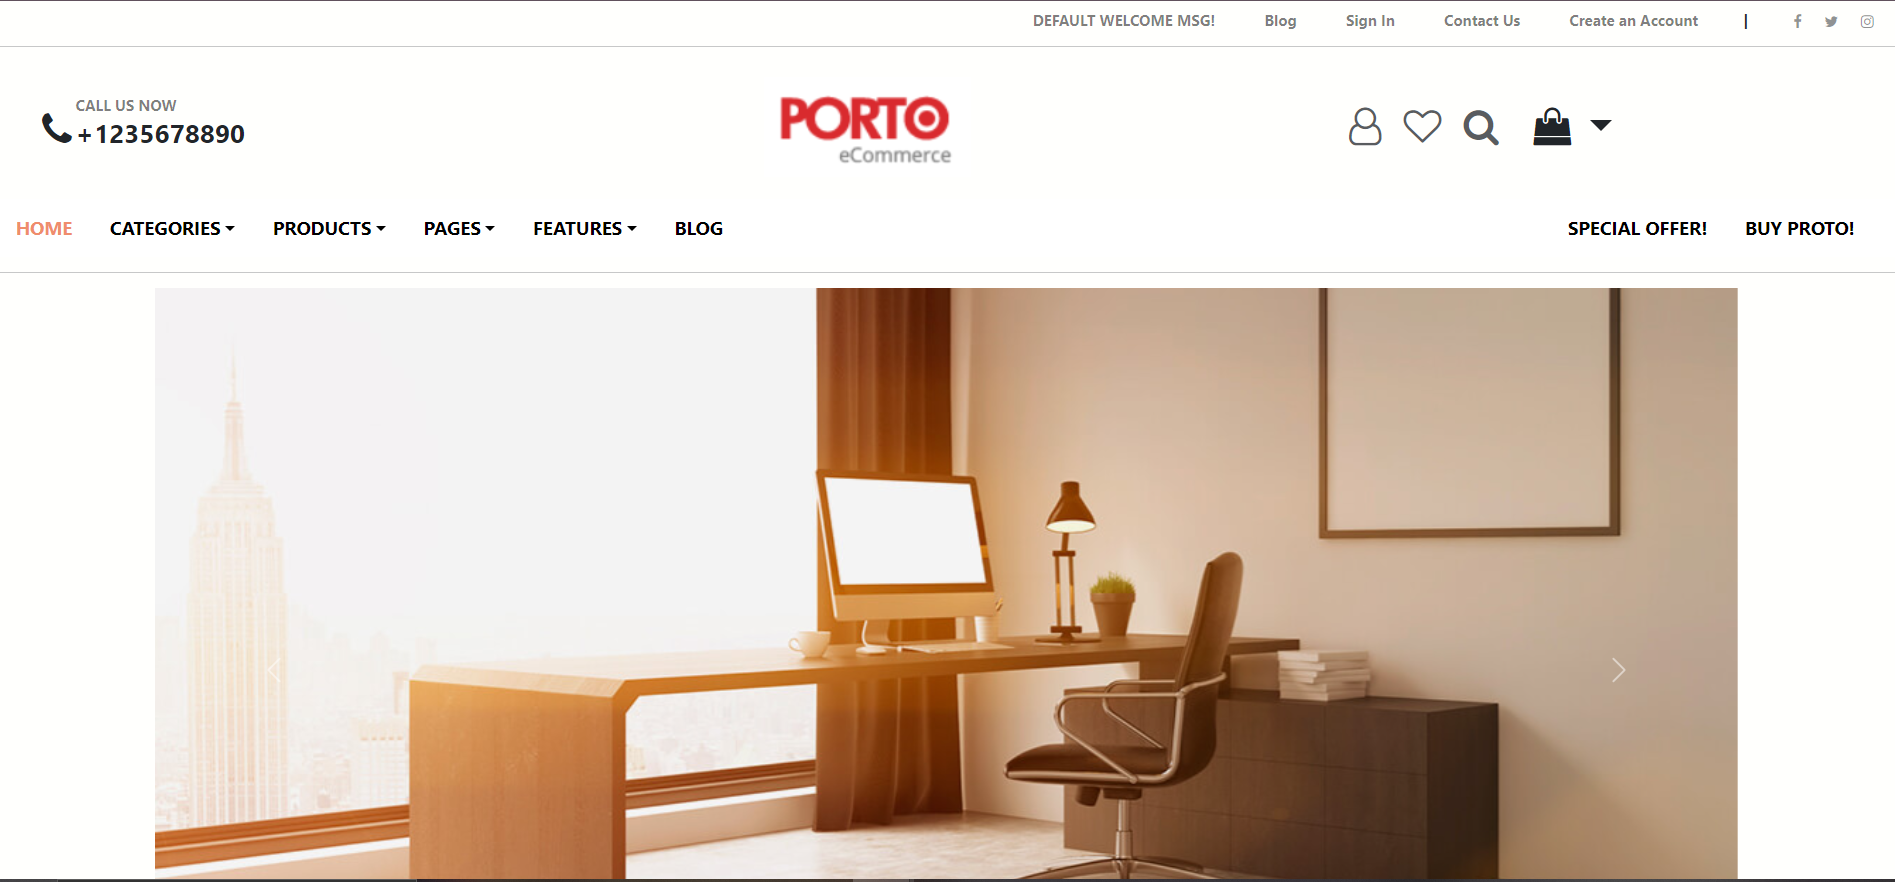 DEFAULT WELCOME MSG! Blog Sign In Contact Us Create an Account |
CALL US NOW
+1235678890
PORTO
eCommerce
HOME CATEGORIES PRODUCTS PAGES FEATURES BLOG SPECIAL OFFER! BUY PROTO!